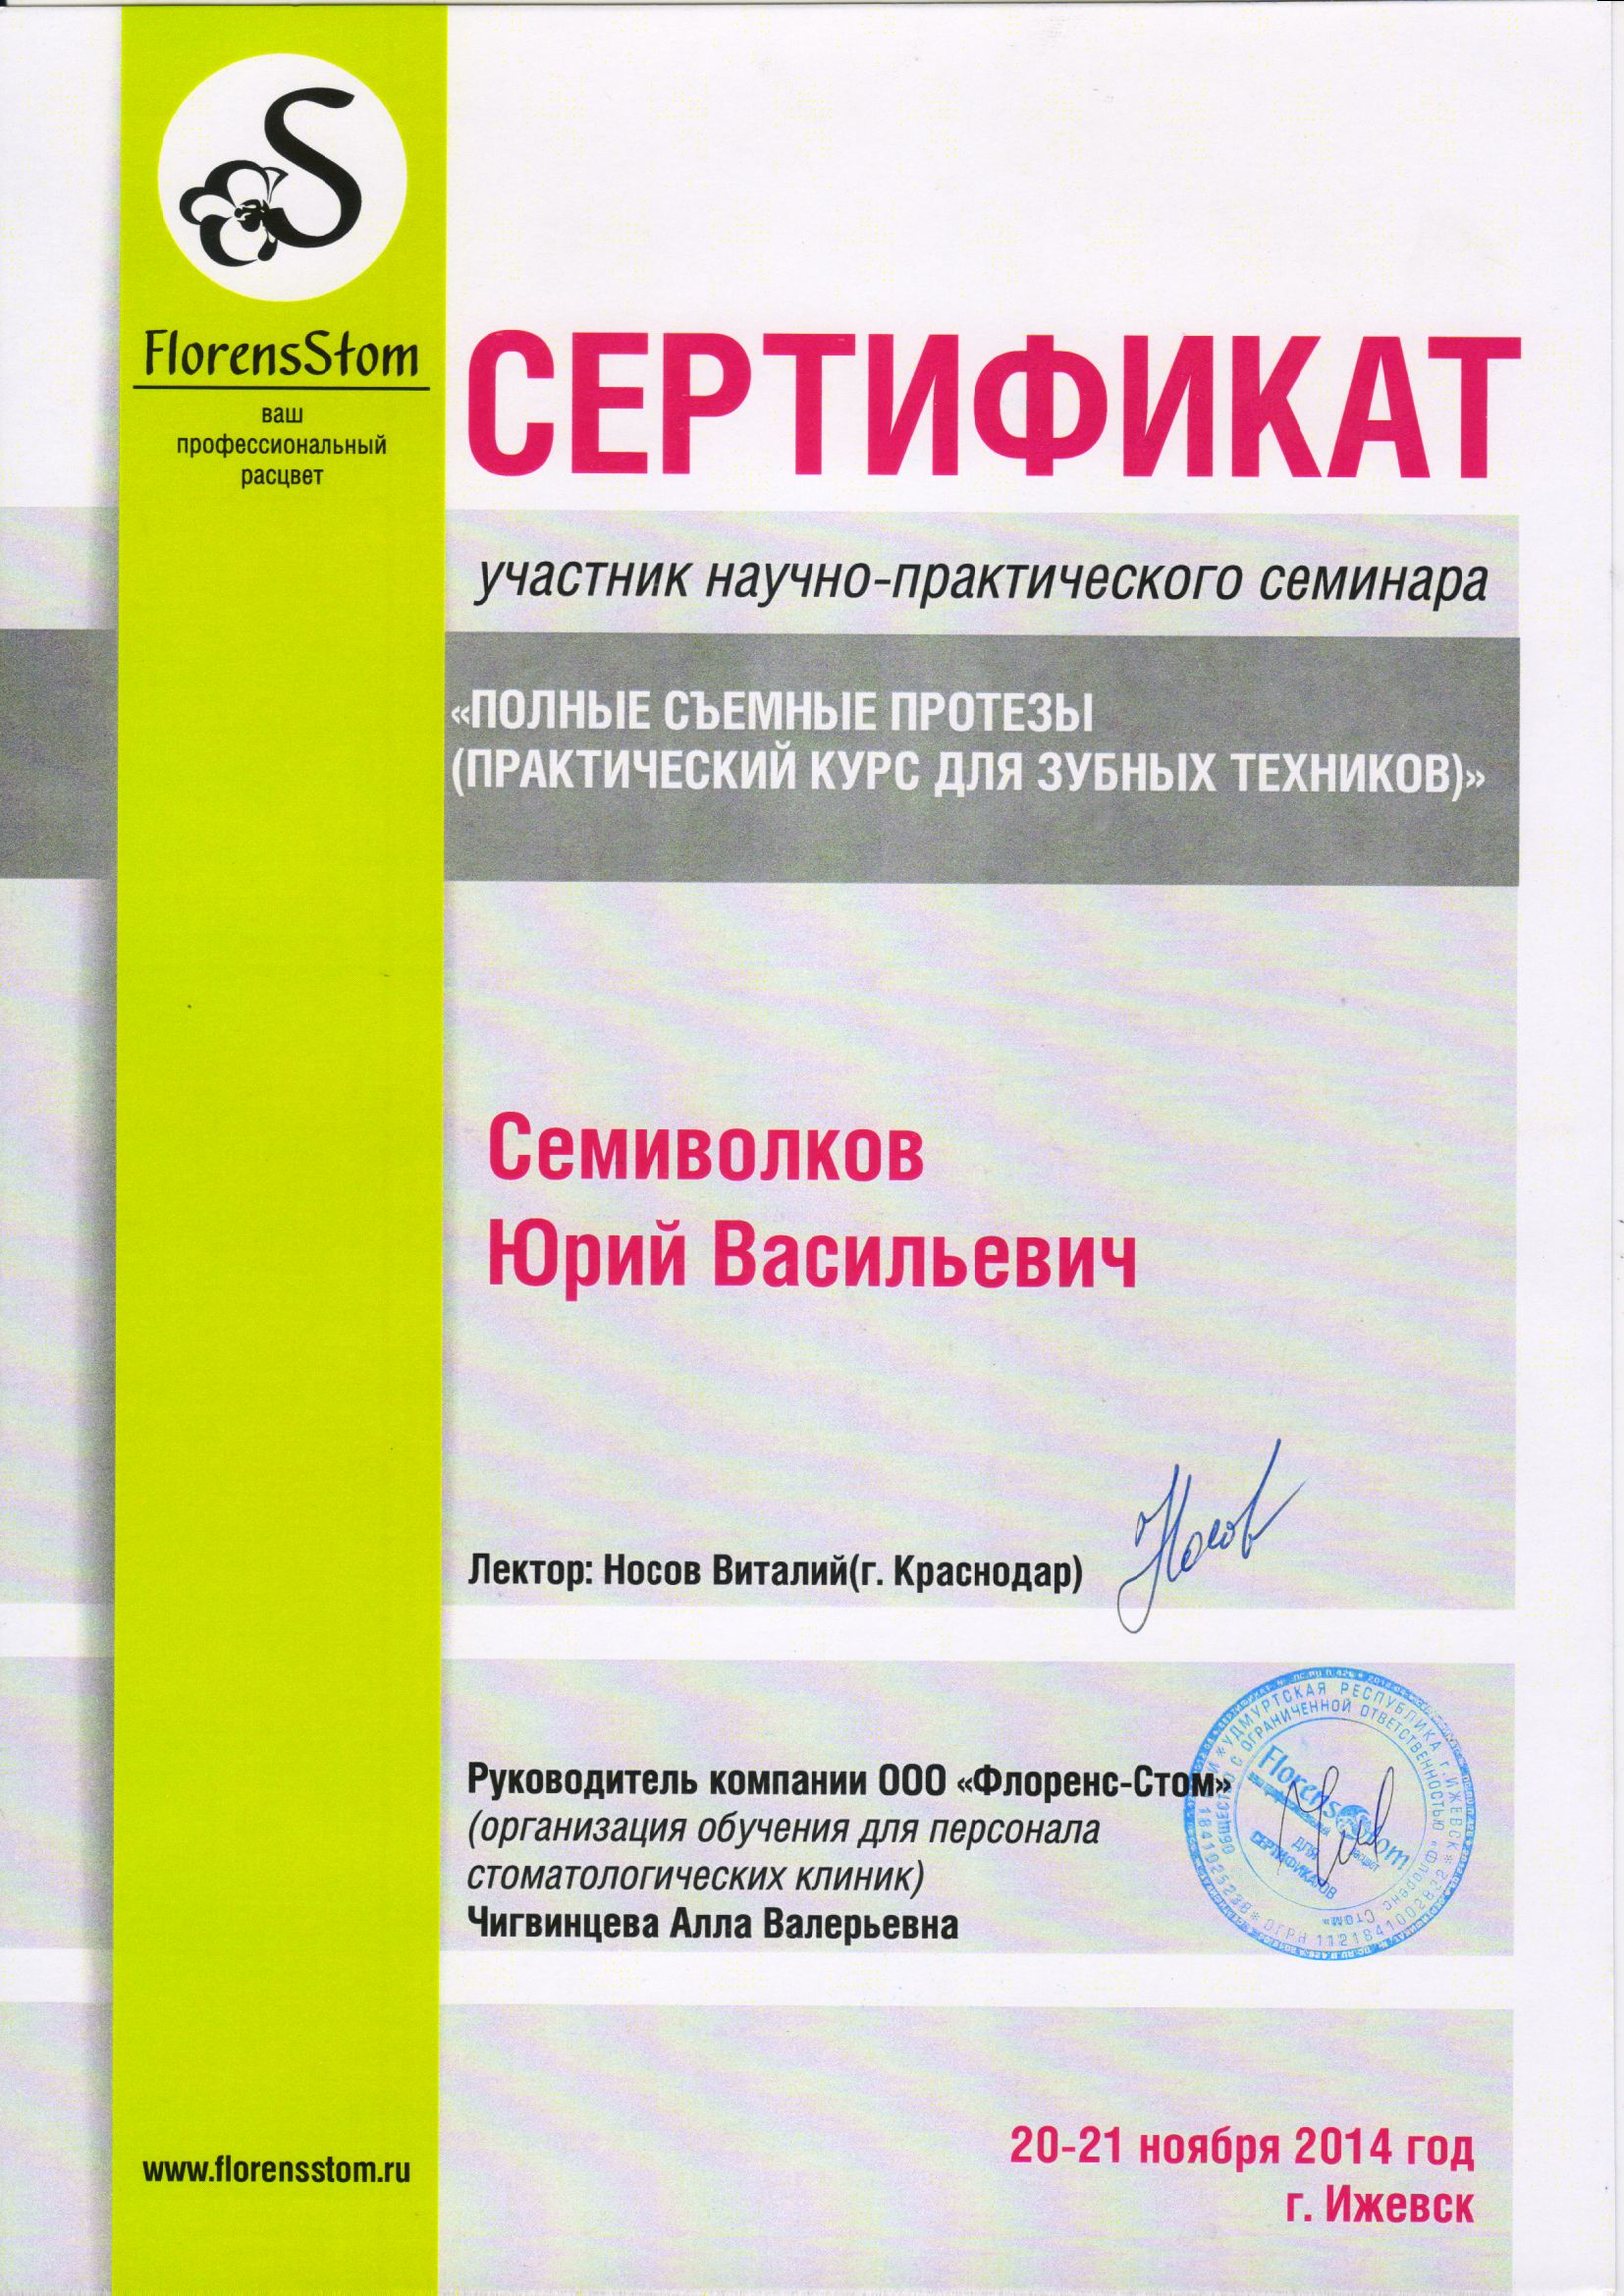 FlorensStom
ваш
профессиональный
расцвет
СЕРТИФИКАТ
участник научно-практического семинара
«ПОЛНЫЕ СЪЕМНЫЕ ПРОТЕЗЫ
(ПРАКТИЧЕСКИЙ КУРС ДЛЯ ЗУБНЫХ ТЕХНИКОВ)»
Семиволков
Юрий Васильевич
Лектор: Носов Виталий(г. Краснодар)
Носов
Руководитель компании ООО «Флоренс-Стом»
(организация обучения для персонала
стоматологических клиник)
Чигвинцева Алла Валерьевна
УДМУРТСКАЯ РЕСПУБЛИКА Г. ИЖЕВСК
ОБЩЕСТВО С ОГРАНИЧЕННОЙ ОТВЕТСТВЕННОСТЬЮ «Флоренс Стом»
ОГРН 1121841002832
FlorensStom
ДЛЯ
СЕРТИФИКАТОВ
www.florensstom.ru
20-21 ноября 2014 год
г. Ижевск